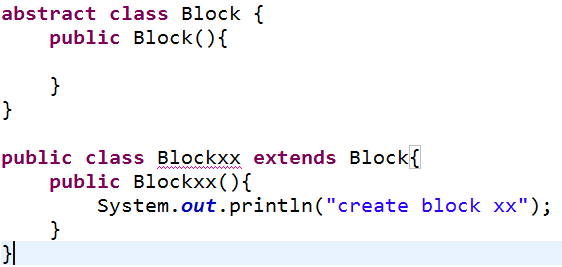 abstract class Block {
    public Block(){

    }
}

public class Blockxx extends Block{
    public Blockxx(){
        System.out.println("create block xx");
    }
}